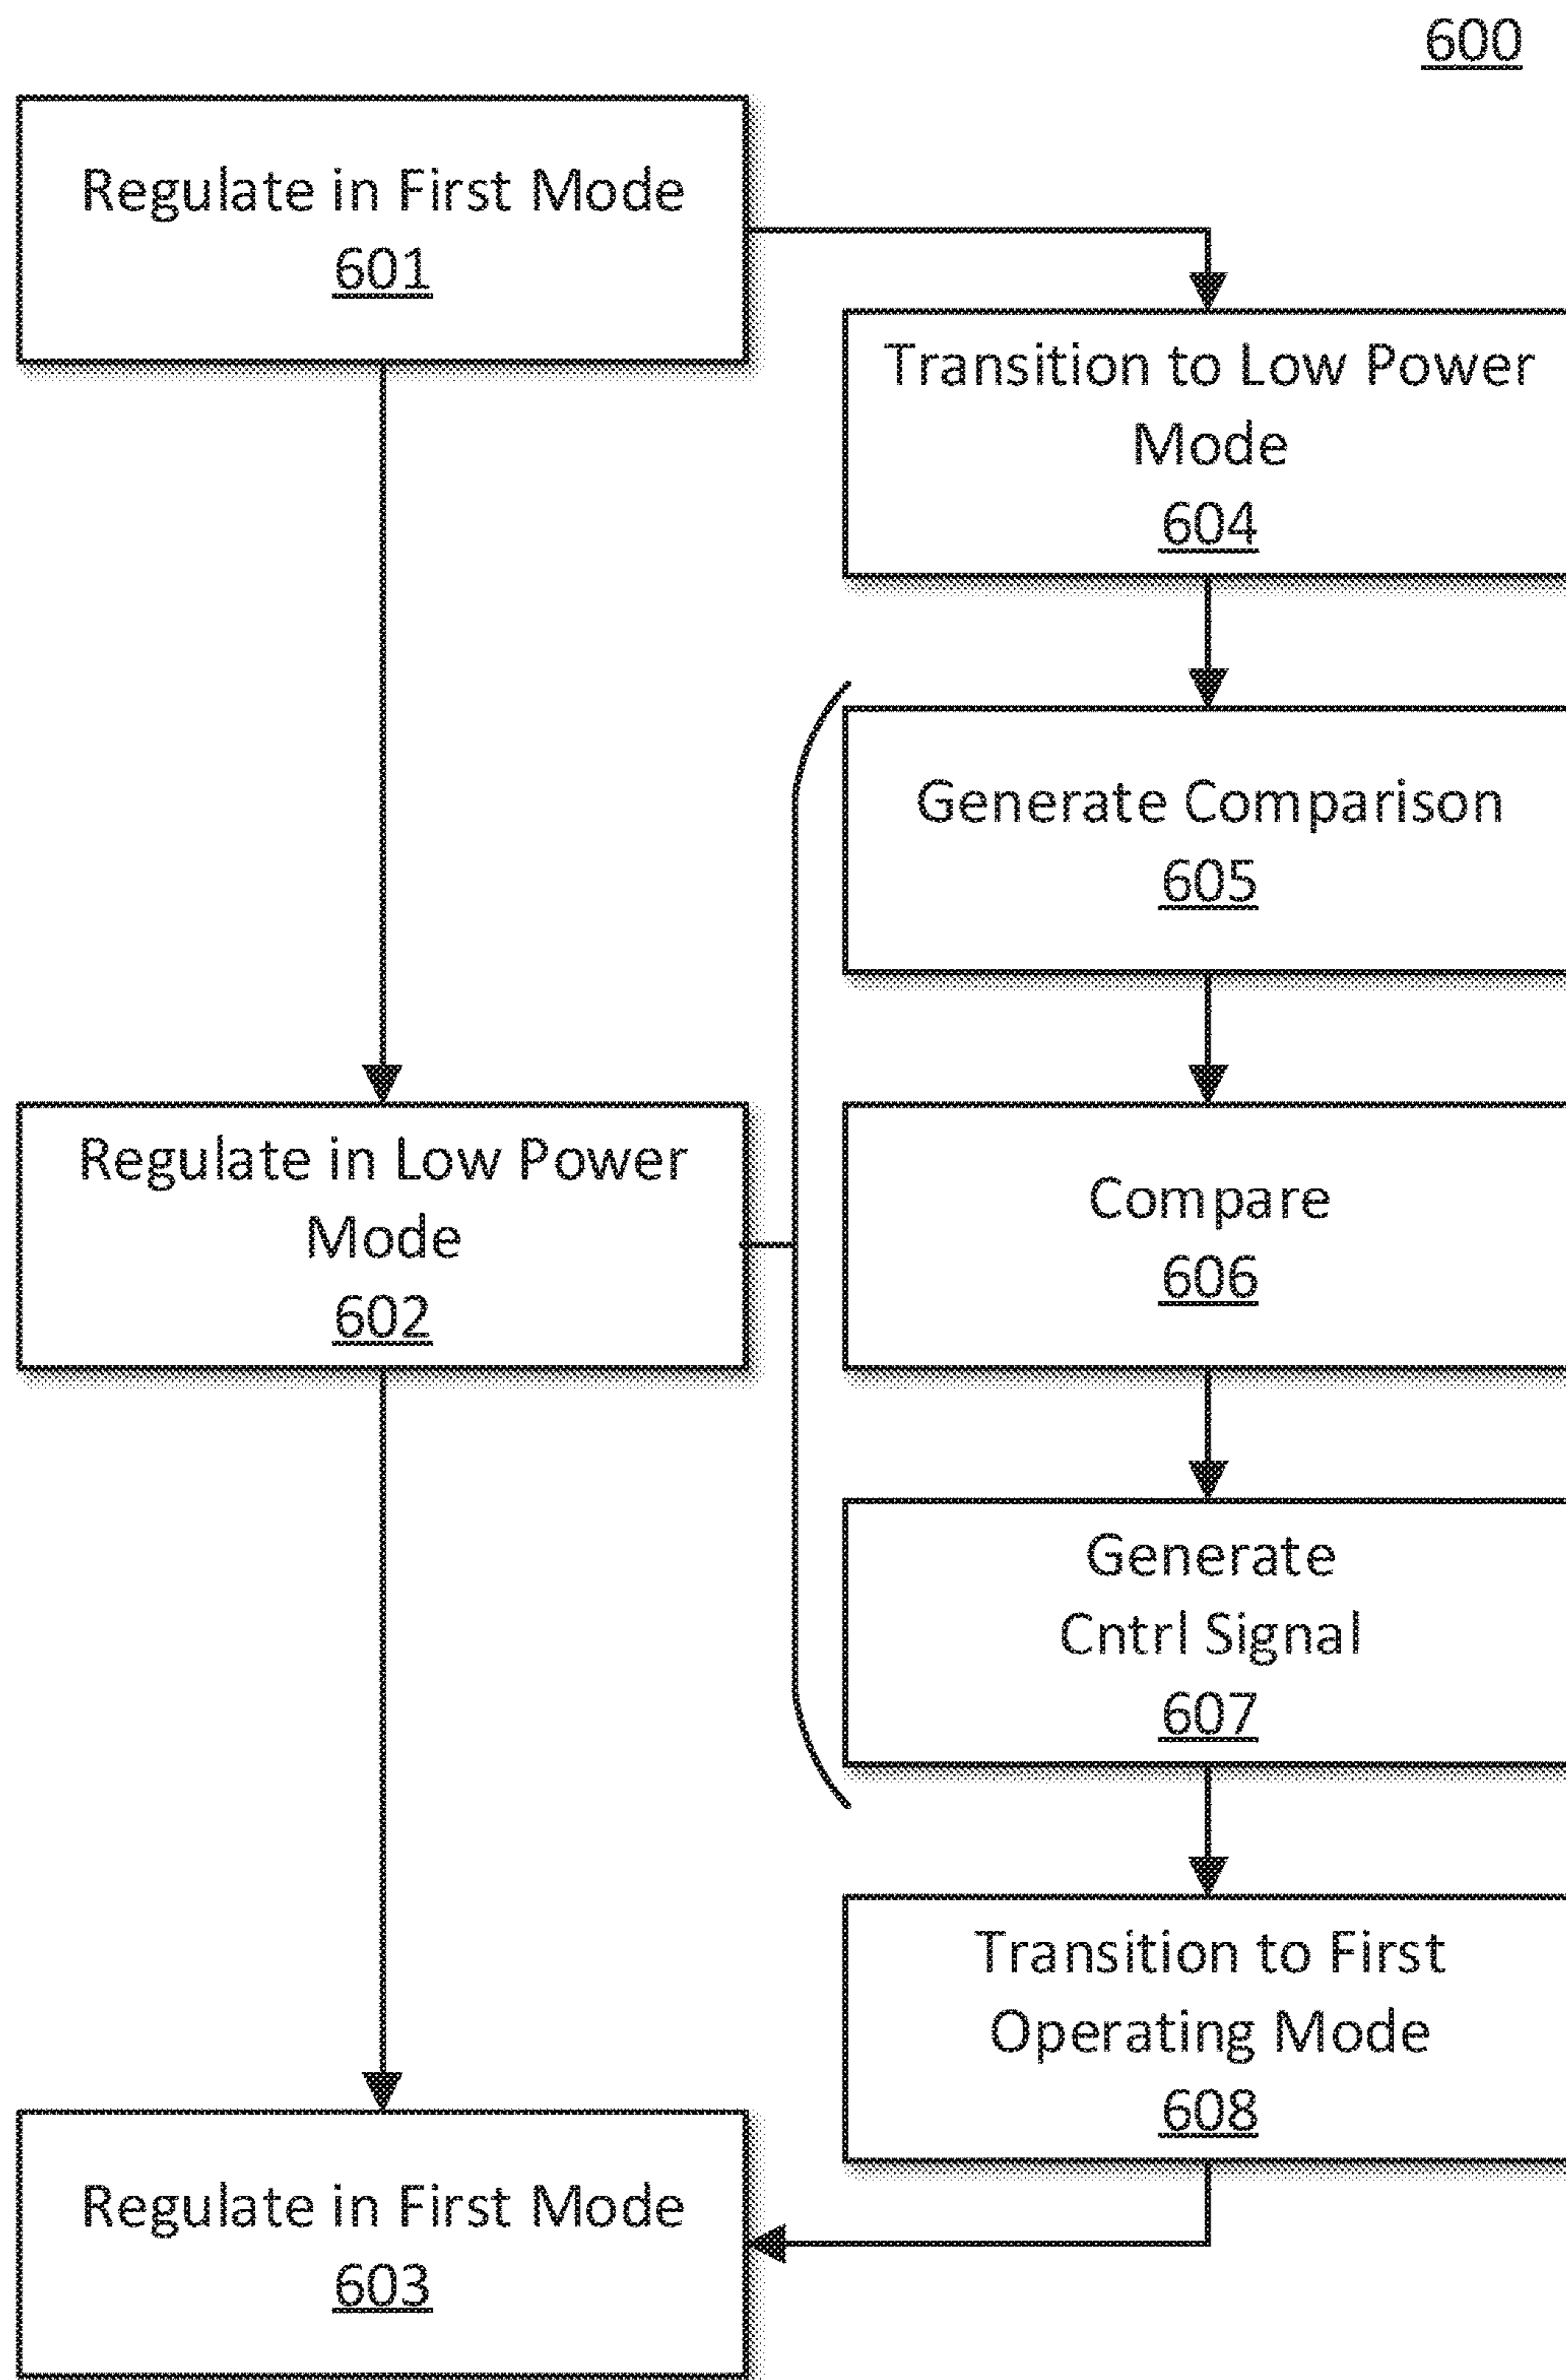 600
Regulate in First Mode
601
Transition to Low Power
Mode
604
Generate Comparison
605
Regulate in Low Power
Mode
602
Compare
606
Generate
Cntrl Signal
607
Transition to First
Operating Mode
608
Regulate in First Mode
603